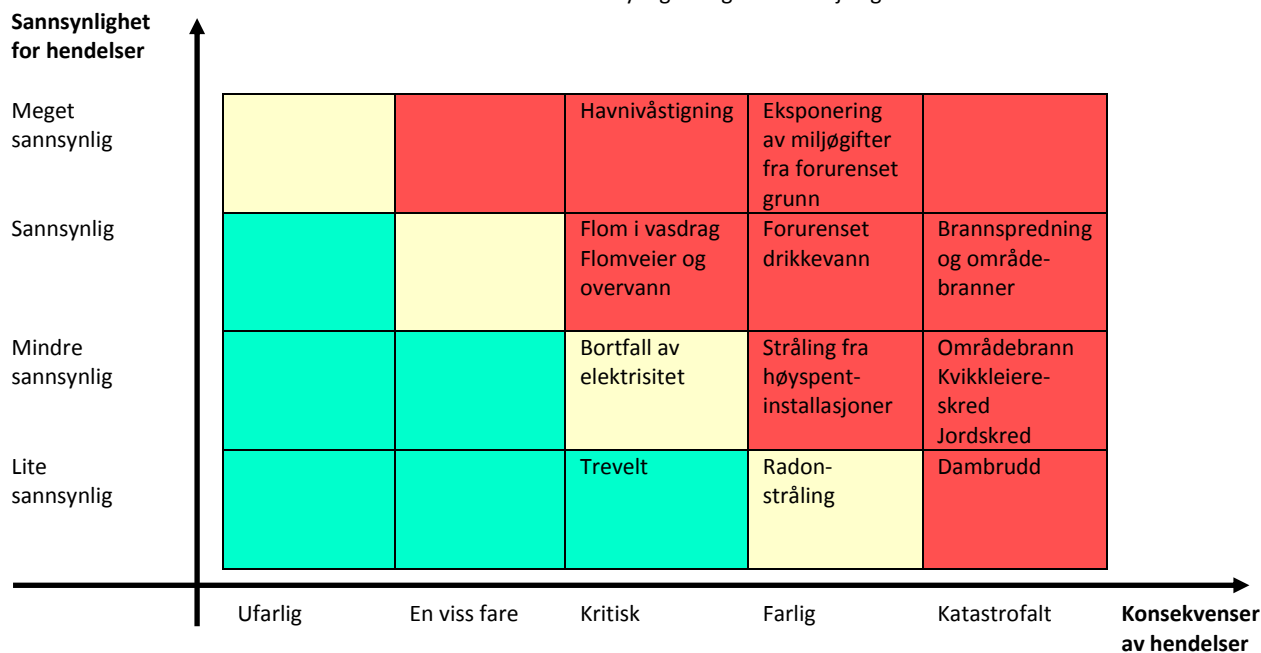 Sannsynlighet
for hendelser
Meget
sannsynlig
Havnivåstigning
Eksponering
av miljøgifter
fra forurenset
grunn
Sannsynlig
Flom i vasdrag
Flomveier og
overvann
Forurenset
drikkevann
Brannspredning
og område-
branner
Mindre
sannsynlig
Bortfall av
elektrisitet
Stråling fra
høyspent-
installasjoner
Områdebrann
Kvikkleiere-
skred
Jordskred
Lite
sannsynlig
Trevelt
Radon-
stråling
Dambrudd
Ufarlig
En viss fare
Kritisk
Farlig
Katastrofalt
Konsekvenser
av hendelser